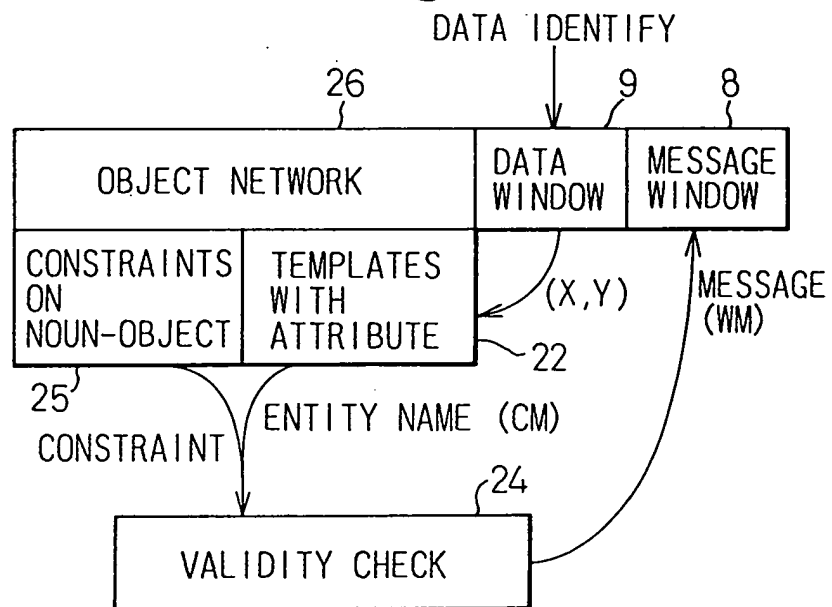 DATA IDENTIFY
26
9
8
OBJECT NETWORK
DATA
WINDOW
MESSAGE
WINDOW
CONSTRAINTS
ON
NOUN-OBJECT
TEMPLATES
WITH
ATTRIBUTE
(X,Y)
MESSAGE
(WM)
22
25
ENTITY NAME (CM)
CONSTRAINT
24
VALIDITY CHECK